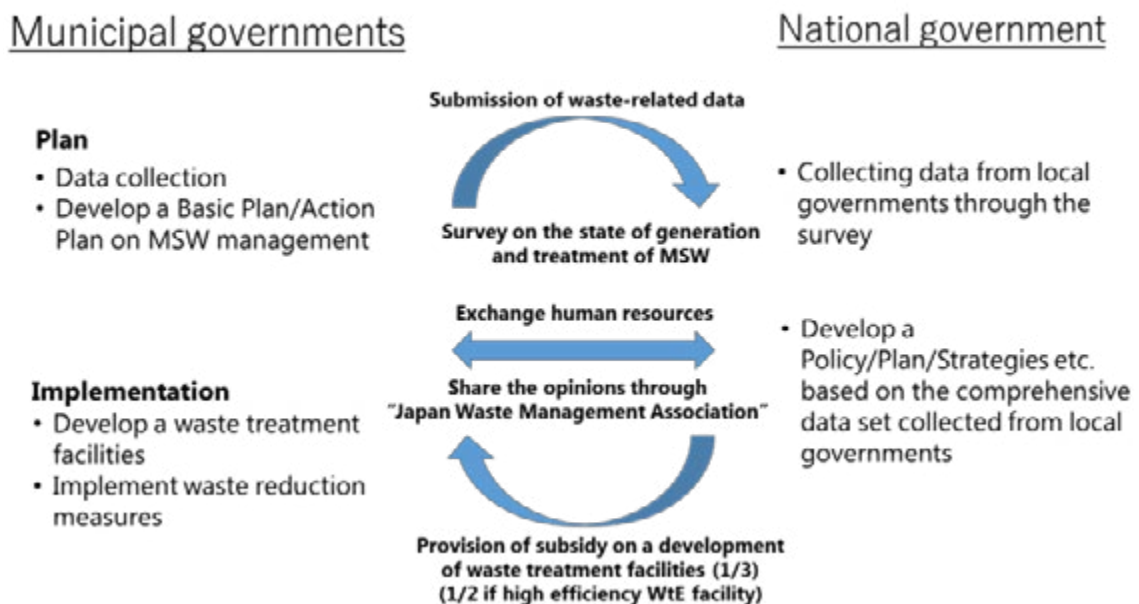 Municipal governments
National government
Submission of waste-related data
Plan
• Data collection
• Develop a Basic Plan/Action
Plan on MSW management
Survey on the state of generation
and treatment of MSW
• Collecting data from local
governments through the
survey
Exchange human resources
Share the opinions through
"Japan Waste Management Association"
Implementation
• Develop a waste treatment
facilities
• Implement waste reduction
measures
• Develop a
Policy/Plan/Strategies etc.
based on the comprehensive
data set collected from local
governments
Provision of subsidy on a development
of waste treatment facilities (1/3)
(1/2 if high efficiency WtE facility)